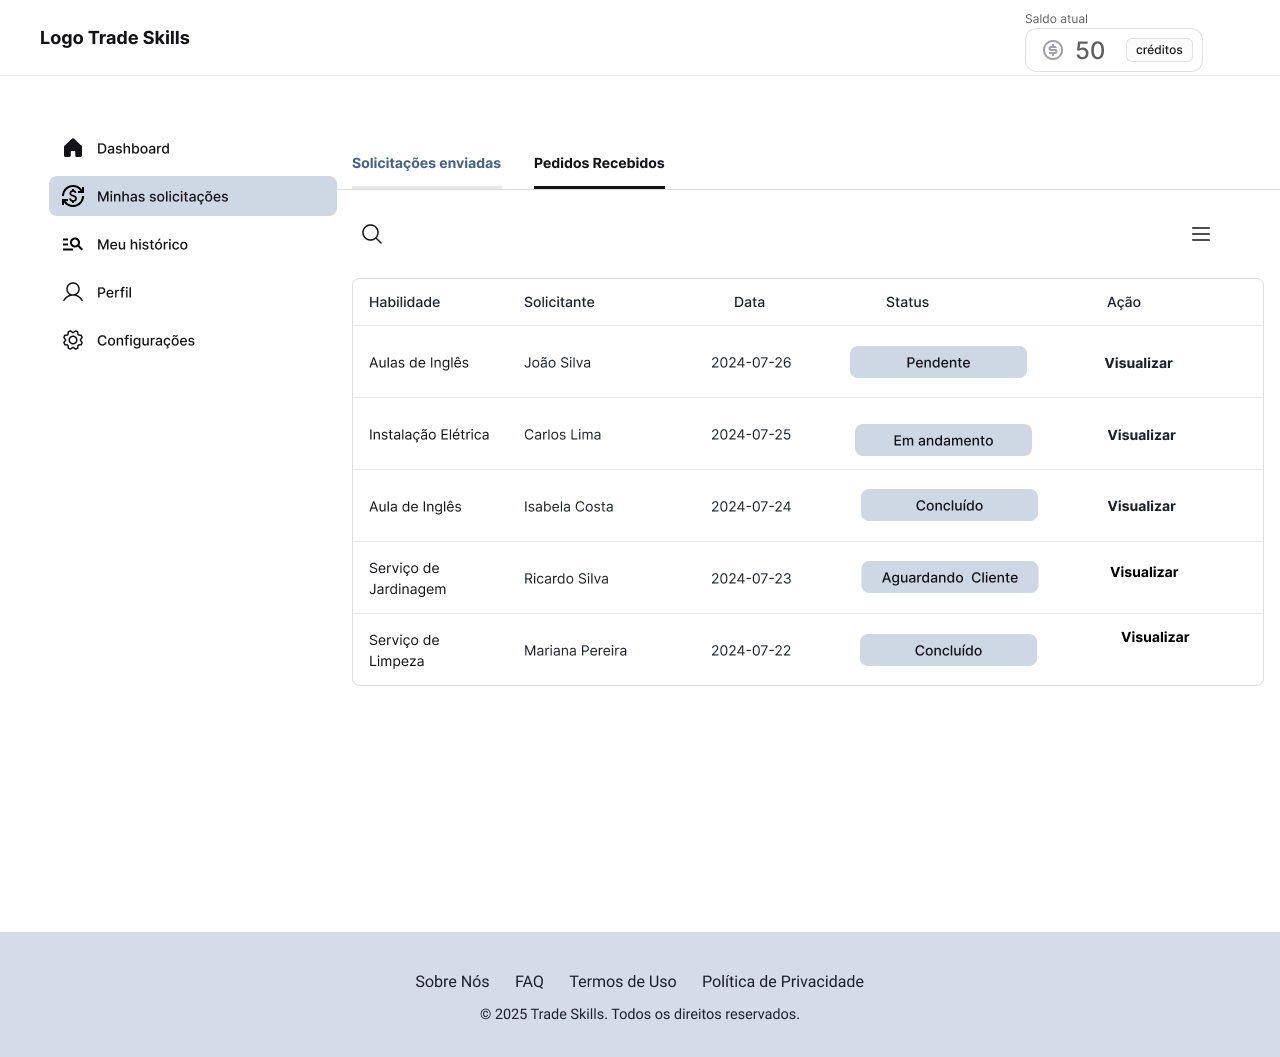 Logo Trade Skills
Saldo atual
50 créditos
Dashboard
Minhas solicitações
Meu histórico
Perfil
Configurações
Solicitações enviadas Pedidos Recebidos
Habilidade Solicitante Data Status Ação
Aulas de Inglês João Silva 2024-07-26 Pendente Visualizar
Instalação Elétrica Carlos Lima 2024-07-25 Em andamento Visualizar
Aula de Inglês Isabela Costa 2024-07-24 Concluído Visualizar
Serviço de
Jardinagem Ricardo Silva 2024-07-23 Aguardando Cliente Visualizar
Serviço de
Limpeza Mariana Pereira 2024-07-22 Concluído Visualizar
Sobre Nós FAQ Termos de Uso Política de Privacidade
© 2025 Trade Skills. Todos os direitos reservados.